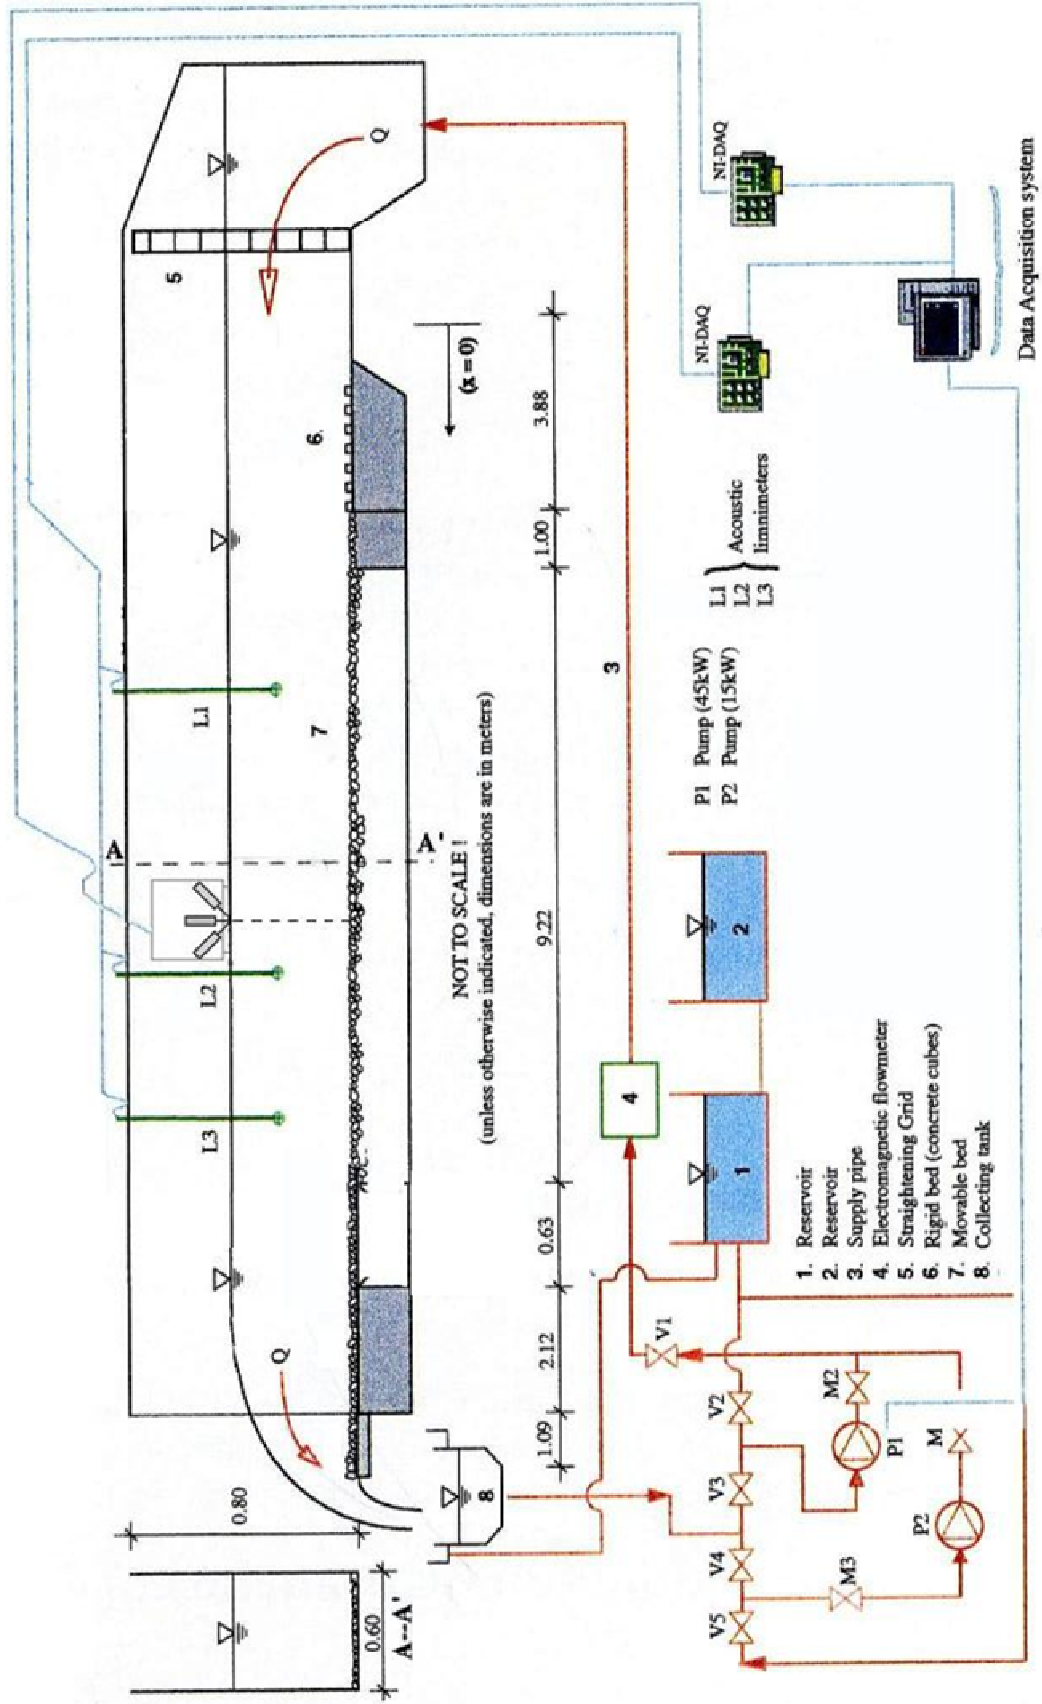 Q
5
6.
(x = 0)
3.88
1.00
9.22
0.63
2.12
1.09
L1
L2
L3
7
A
A'
NOT TO SCALE !
(unless otherwise indicated, dimensions are in meters)
Q
0.80
0.60
A--A'
8
3
4
1
2
NI-DAQ
NI-DAQ
Data Acquisition system
L1
L2
L3
Acoustic
limnimeters
P1 Pump (45kW)
P2 Pump (15kW)
1. Reservoir
2. Reservoir
3. Supply pipe
4. Electromagnetic flowmeter
5. Straightening Grid
6. Rigid bed (concrete cubes)
7. Movable bed
8. Collecting tank
V1
V2
V3
V4
V5
M2
P1
M
P2
M3